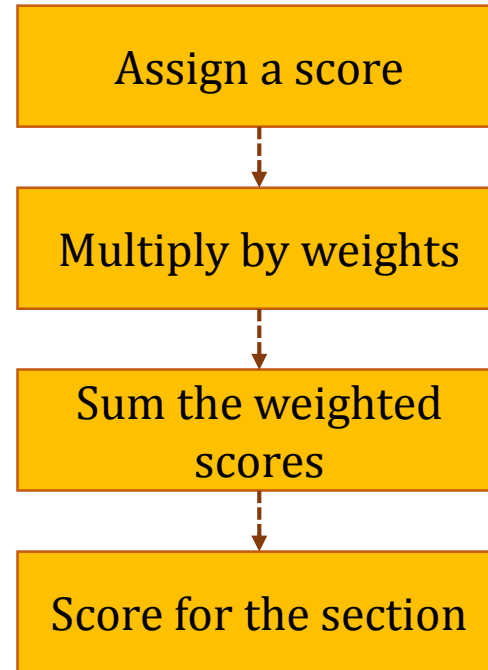 Assign a score
Multiply by weights
Sum the weighted
scores
Score for the section